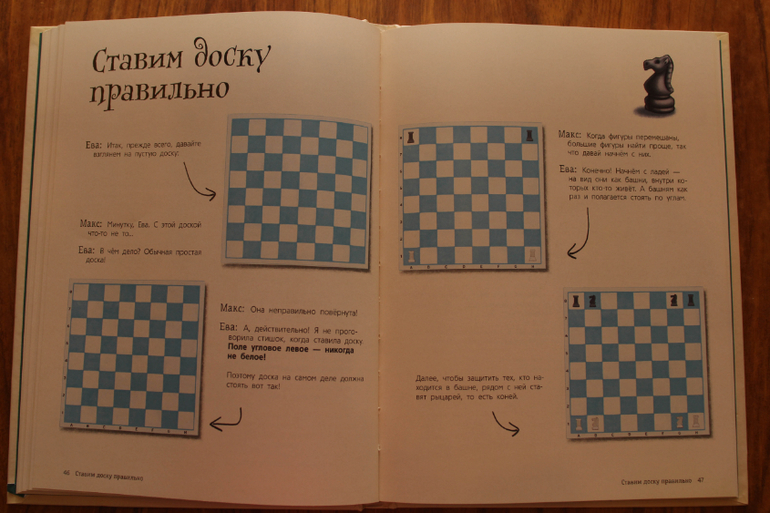 Ставим доску
правильно
Ева: Итак, прежде всего, давайте
взглянем на пустую доску.
Макс: Минутку, Ева. С этой доской
что-то не то...
Ева: В чём дело? Обычная простая
доска!
Макс: Она неправильно повёрнута!
Ева: А, действительно! Я не прого-
ворила стишок, когда ставила доску.
Поле угловое левое — никогда
не белое!
Поэтому доска на самом деле должна
стоять вот так!
46 Ставим доску правильно
Макс: Когда фигуры перемешаны,
большие фигуры найти проще, так
что давай начнём с них.
Ева: Конечно! Начнём с ладей —
на вид они как башни, внутри ко-
торых кто-то живёт. А башням как
раз и полагается стоять по углам.
Далее, чтобы защитить тех, кто на-
ходится в башне, рядом с ней ста-
вят рыцарей, то есть коней.
Ставим доску правильно 47